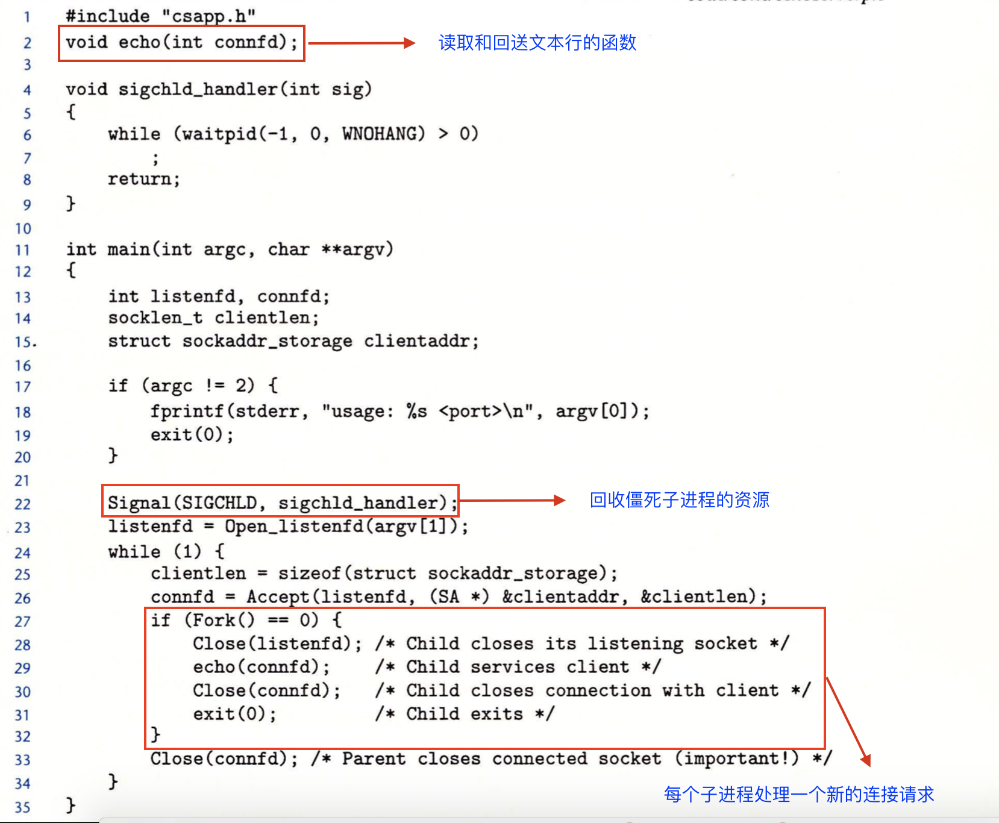 1 #include "csapp.h"
2 void echo(int connfd); 读取和回送文本行的函数
3
4 void sigchld_handler(int sig)
5 {
6 while (waitpid(-1, 0, WNOHANG) > 0)
7 ;
8 return;
9 }
10
11 int main(int argc, char **argv)
12 {
13 int listenfd, connfd;
14 socklen_t clientlen;
15. struct sockaddr_storage clientaddr;
16
17 if (argc != 2) {
18 fprintf(stderr, "usage: %s <port>\n", argv[0]);
19 exit(0);
20 }
21
22 Signal(SIGCHLD, sigchld_handler); 回收僵死子进程的资源
23 listenfd = Open_listenfd(argv[1]);
24 while (1) {
25 clientlen = sizeof(struct sockaddr_storage);
26 connfd = Accept(listenfd, (SA *) &clientaddr, &clientlen);
27 if (Fork() == 0) {
28 Close(listenfd); /* Child closes its listening socket */
29 echo(connfd); /* Child services client */
30 Close(connfd); /* Child closes connection with client */
31 exit(0); /* Child exits */
32 }
33 Close(connfd); /* Parent closes connected socket (important!) */
34 }
每个子进程处理一个新的连接请求
35 }